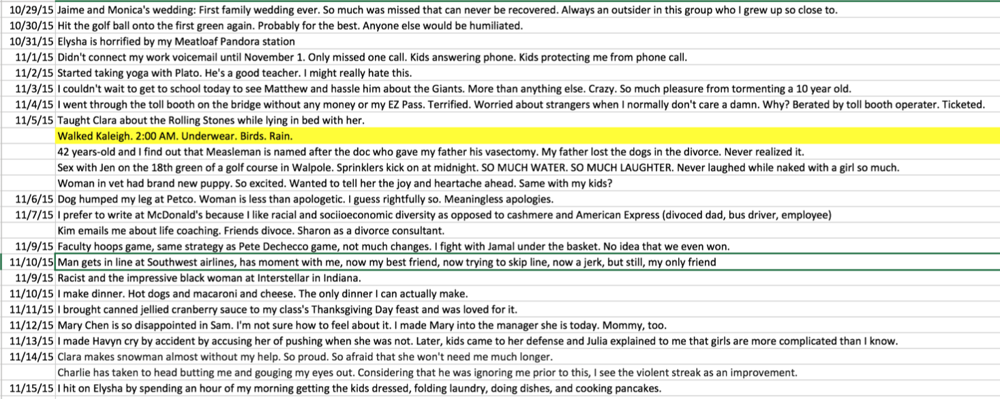 10/29/15 Jaime and Monica's wedding: First family wedding ever. So much was missed that can never be recovered. Always an outsider in this group who I grew up so close to.
10/30/15 Hit the golf ball onto the first green again. Probably for the best. Anyone else would be humiliated.
10/31/15 Elysha is horrified by my Meatloaf Pandora station
11/1/15 Didn't connect my work voicemail until November 1. Only missed one call. Kids answering phone. Kids protecting me from phone call.
11/2/15 Started taking yoga with Plato. He's a good teacher. I might really hate this.
11/3/15 I couldn't wait to get to school today to see Matthew and hassle him about the Giants. More than anything else. Crazy. So much pleasure from tormenting a 10 year old.
11/4/15 I went through the toll booth on the bridge without any money or my EZ Pass. Terrified. Worried about strangers when I normally don't care a damn. Why? Berated by toll booth operater. Ticketed.
11/5/15 Taught Clara about the Rolling Stones while lying in bed with her.
Walked Kaleigh. 2:00 AM. Underwear. Birds. Rain.
42 years-old and I find out that Measleman is named after the doc who gave my father his vasectomy. My father lost the dogs in the divorce. Never realized it.
Sex with Jen on the 18th green of a golf course in Walpole. Sprinklers kick on at midnight. SO MUCH WATER. SO MUCH LAUGHTER. Never laughed while naked with a girl so much.
Woman in vet had brand new puppy. So excited. Wanted to tell her the joy and heartache ahead. Same with my kids?
11/6/15 Dog humped my leg at Petco. Woman is less than apologetic. I guess rightfully so. Meaningless apologies.
11/7/15 I prefer to write at McDonald's because I like racial and sociioeconomic diversity as opposed to cashmere and American Express (divoced dad, bus driver, employee)
Kim emails me about life coaching. Friends divoce. Sharon as a divorce consultant.
11/9/15 Faculty hoops game, same strategy as Pete Dechecco game, not much changes. I fight with Jamal under the basket. No idea that we even won.
11/10/15 Man gets in line at Southwest airlines, has moment with me, now my best friend, now trying to skip line, now a jerk, but still, my only friend
11/9/15 Racist and the impressive black woman at Interstellar in Indiana.
11/10/15 I make dinner. Hot dogs and macaroni and cheese. The only dinner I can actually make.
11/11/15 I brought canned jellied cranberry sauce to my class's Thanksgiving Day feast and was loved for it.
11/12/15 Mary Chen is so disappointed in Sam. I'm not sure how to feel about it. I made Mary into the manager she is today. Mommy, too.
11/13/15 I made Havyn cry by accident by accusing her of pushing when she was not. Later, kids came to her defense and Julia explained to me that girls are more complicated than I know.
11/14/15 Clara makes snowman almost without my help. So proud. So afraid that she won't need me much longer.
Charlie has taken to head butting me and gouging my eyes out. Considering that he was ignoring me prior to this, I see the violent streak as an improvement.
11/15/15 I hit on Elysha by spending an hour of my morning getting the kids dressed, folding laundry, doing dishes, and cooking pancakes.